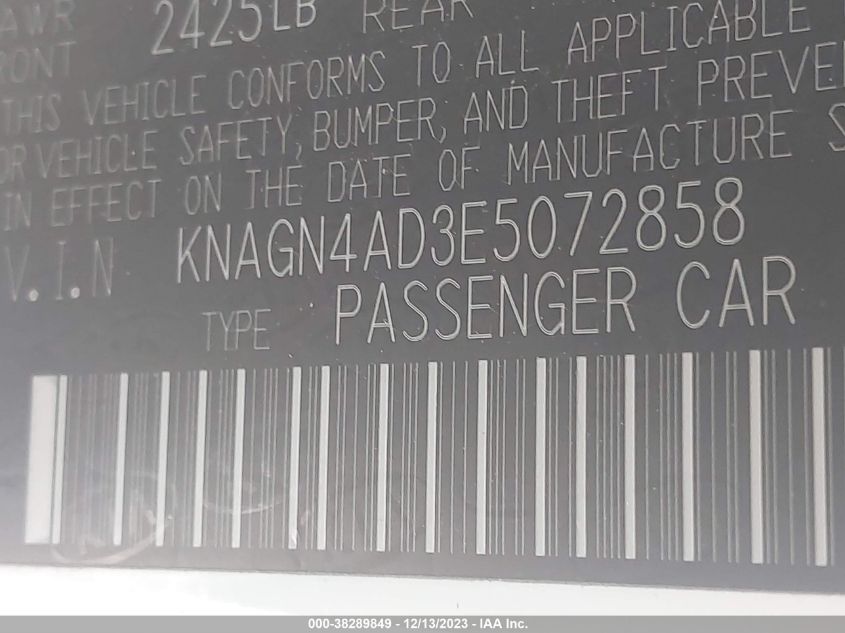 2425LB REAR
THIS VEHICLE CONFORMS TO ALL APPLICABLE
VEHICLE SAFETY, BUMPER, AND THEFT
IN EFFECT ON THE DATE OF MANUFACTURE
V.I.N KNAGN4AD3E5072858
TYPE PASSENGER CAR
000-38289849 - 12/13/2023 - IAA Inc.